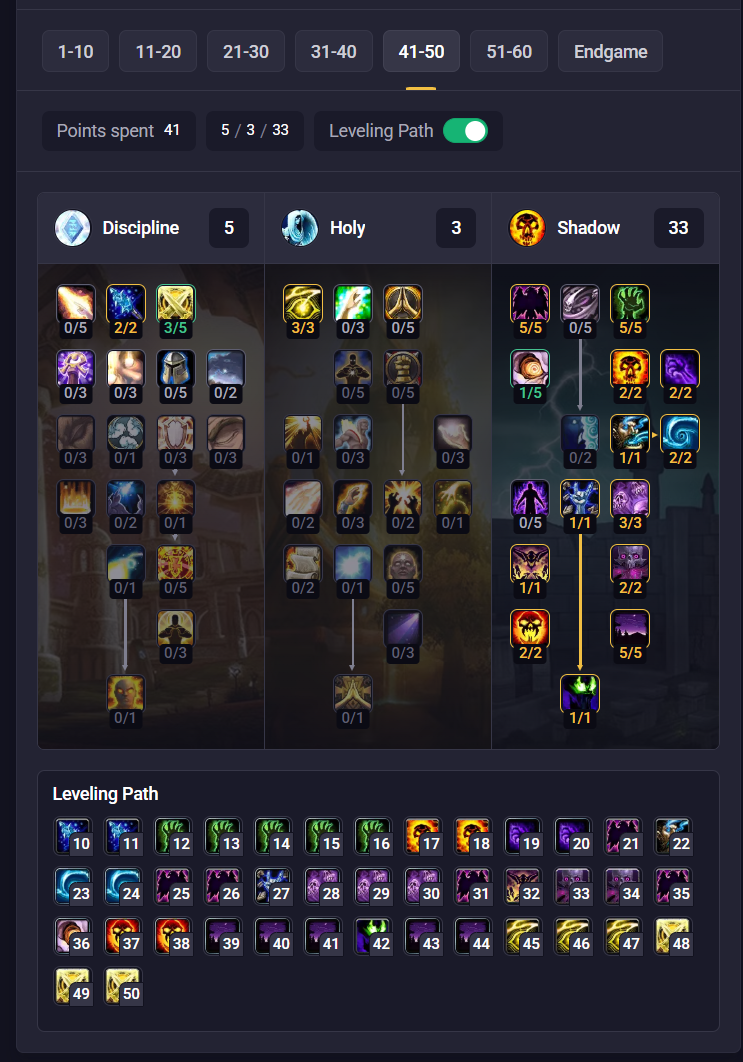 1-10 11-20 21-30 31-40 41-50 51-60 Endgame
Points spent 41 5 / 3 / 33 Leveling Path
Discipline 5 Holy 3 Shadow 33
0/5 2/2 3/5 3/3 0/3 0/5 5/5 0/5 5/5
0/3 0/3 0/5 0/2 0/5 0/5 1/5 2/2 2/2
0/3 0/1 0/3 0/3 0/1 0/3 0/3 0/2 1/1 2/2
0/3 0/2 0/1 0/2 0/3 0/2 0/1 0/5 1/1 3/3
0/1 0/5 0/2 0/1 0/5 1/1 2/2
0/3 0/3 2/2 5/5
0/1 0/1 1/1
Leveling Path
10 11 12 13 14 15 16 17 18 19 20 21 22
23 24 25 26 27 28 29 30 31 32 33 34 35
36 37 38 39 40 41 42 43 44 45 46 47 48
49 50